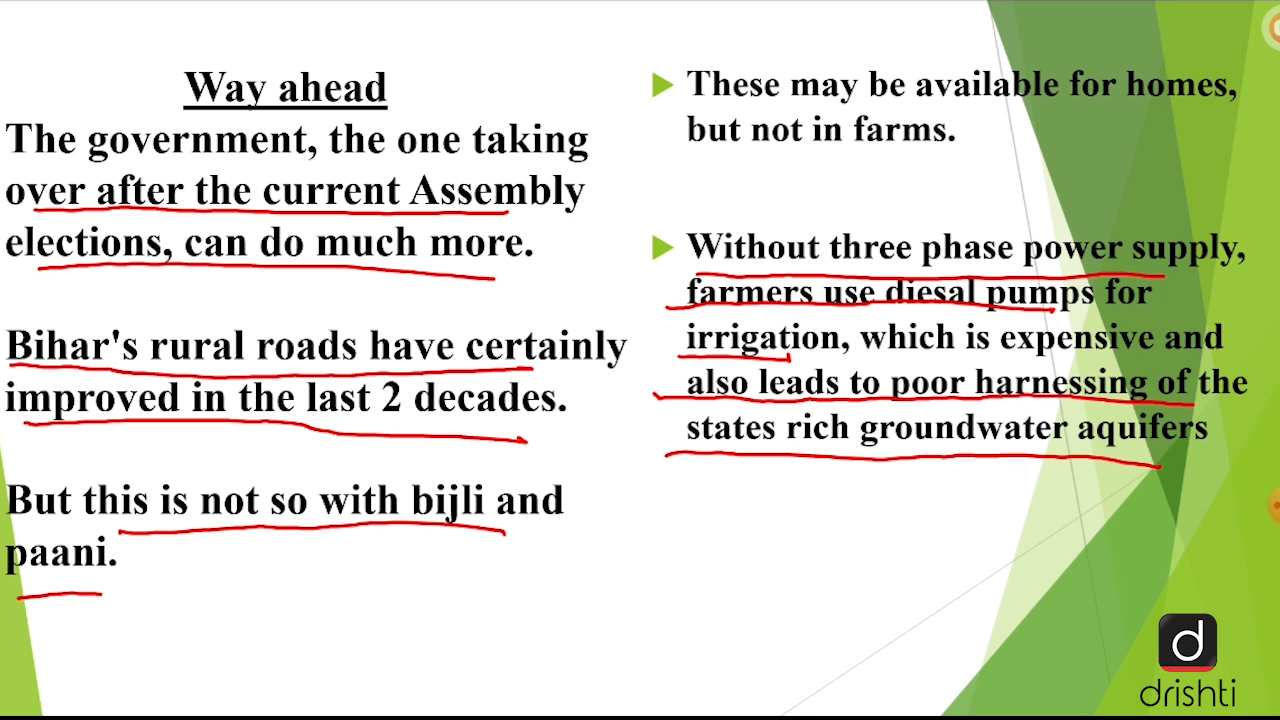 Way ahead
The government, the one taking
over after the current Assembly
elections, can do much more.
Bihar's rural roads have certainly
improved in the last 2 decades.
But this is not so with bijli and
paani.
These may be available for homes,
but not in farms.
Without three phase power supply,
farmers use diesal pumps for
irrigation, which is expensive and
also leads to poor harnessing of the
states rich groundwater aquifers
d
drishti